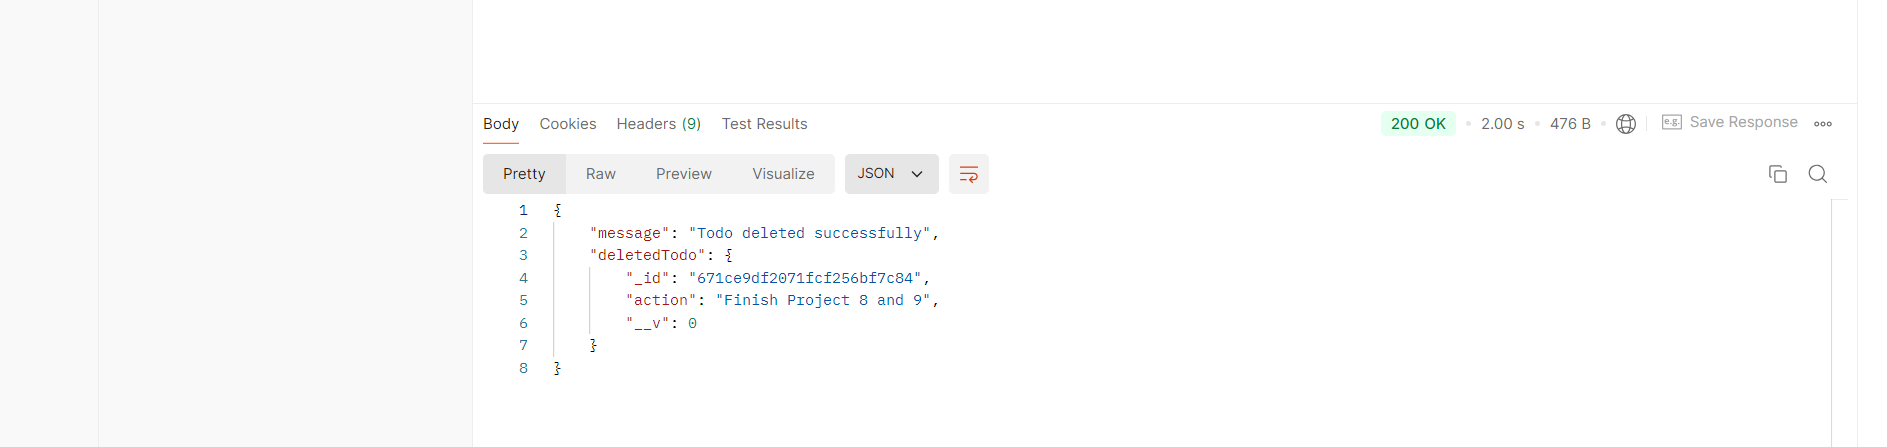 Body Cookies Headers (9) Test Results 200 OK 2.00 s 476 B e.g. Save Response
Pretty Raw Preview Visualize JSON
1 {
2 "message": "Todo deleted successfully",
3 "deletedTodo": {
4 "_id": "671ce9df2071fcf256bf7c84",
5 "action": "Finish Project 8 and 9",
6 "__v": 0
7 }
8 }